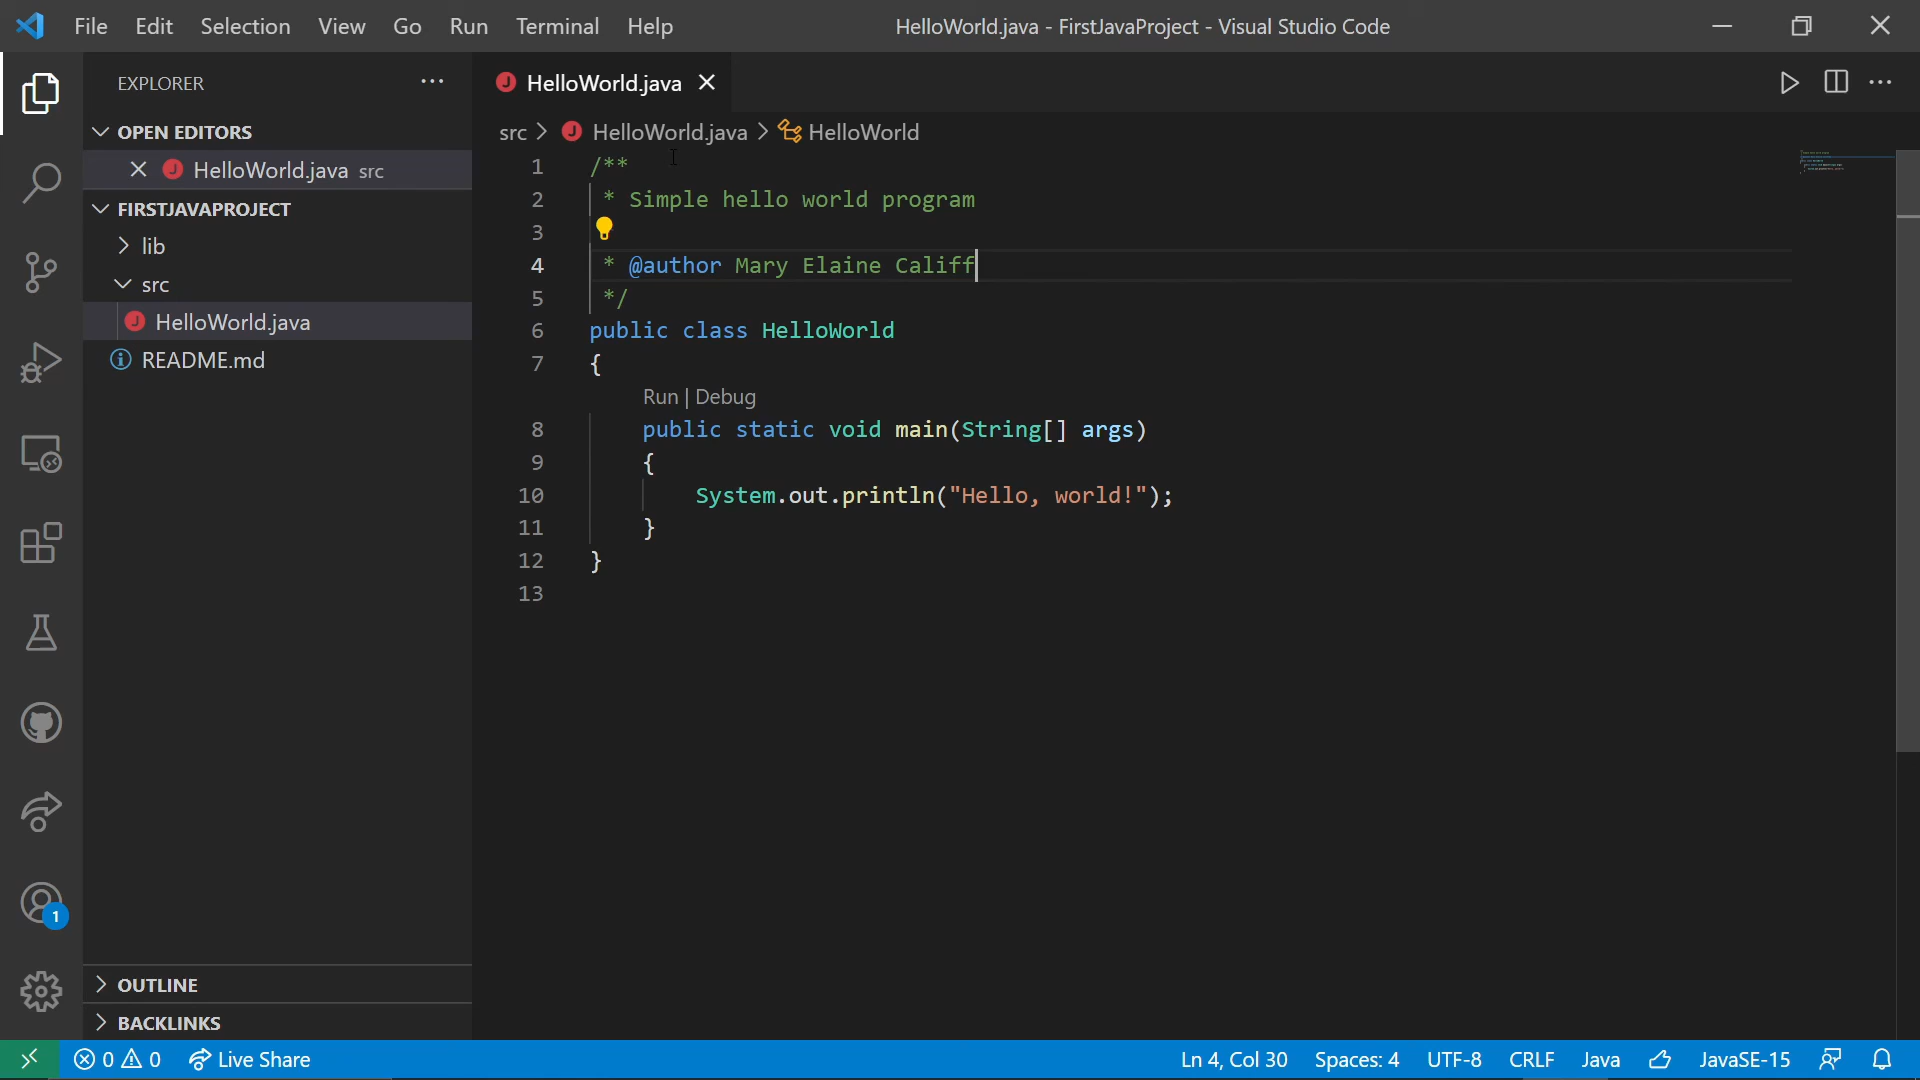 File Edit Selection View Go Run Terminal Help HelloWorld.java - FirstJavaProject - Visual Studio Code
EXPLORER
OPEN EDITORS
J HelloWorld.java src
FIRSTJAVAPROJECT
lib
src
J HelloWorld.java
README.md
OUTLINE
BACKLINKS
1
J HelloWorld.java
src > J HelloWorld.java > HelloWorld
1 /**
2 * Simple hello world program
3
4 * @author Mary Elaine Califf
5 */
6 public class HelloWorld
7 {
Run | Debug
8 public static void main(String[] args)
9 {
10 System.out.println("Hello, world!");
11 }
12 }
13
0 0 Live Share Ln 4, Col 30 Spaces: 4 UTF-8 CRLF Java JavaSE-15